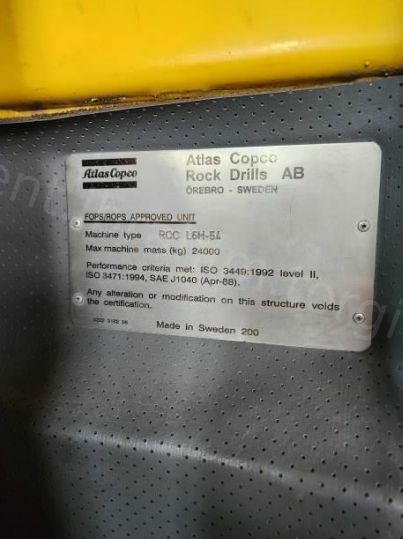 Atlas Copco
Atlas Copco
Rock Drills AB
ÖREBRO - SWEDEN
FOPS/ROPS APPROVED UNIT
Machine type ROC L6H-5A
Max machine mass (kg) 24000
Performance criteria met: ISO 3449:1992 level II,
ISO 3471:1994, SAE J1040 (Apr-88).
Any alteration or modification on this structure voids
the certification.
Made in Sweden 200